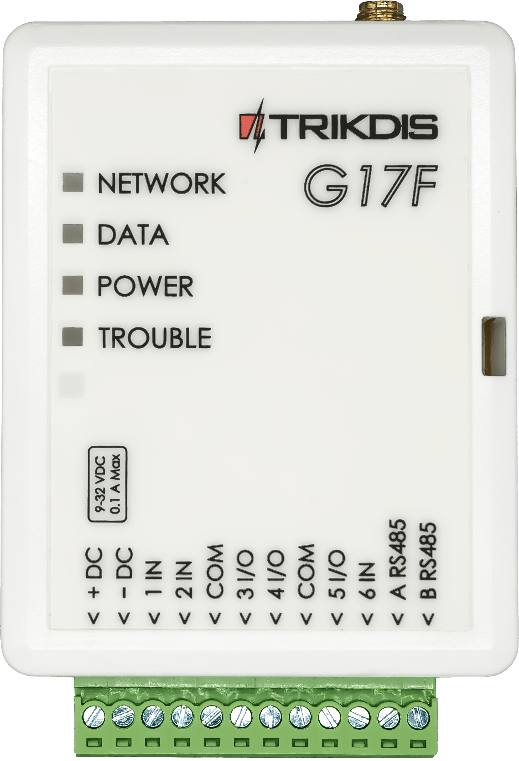 TRIKDIS
G17F
NETWORK
DATA
POWER
TROUBLE
9-32 VDC
0.1 A Max
< + DC
< − DC
< 1 IN
< 2 IN
< COM
< 3 I/O
< 4 I/O
< COM
< 5 I/O
< 6 IN
< A RS485
< B RS485